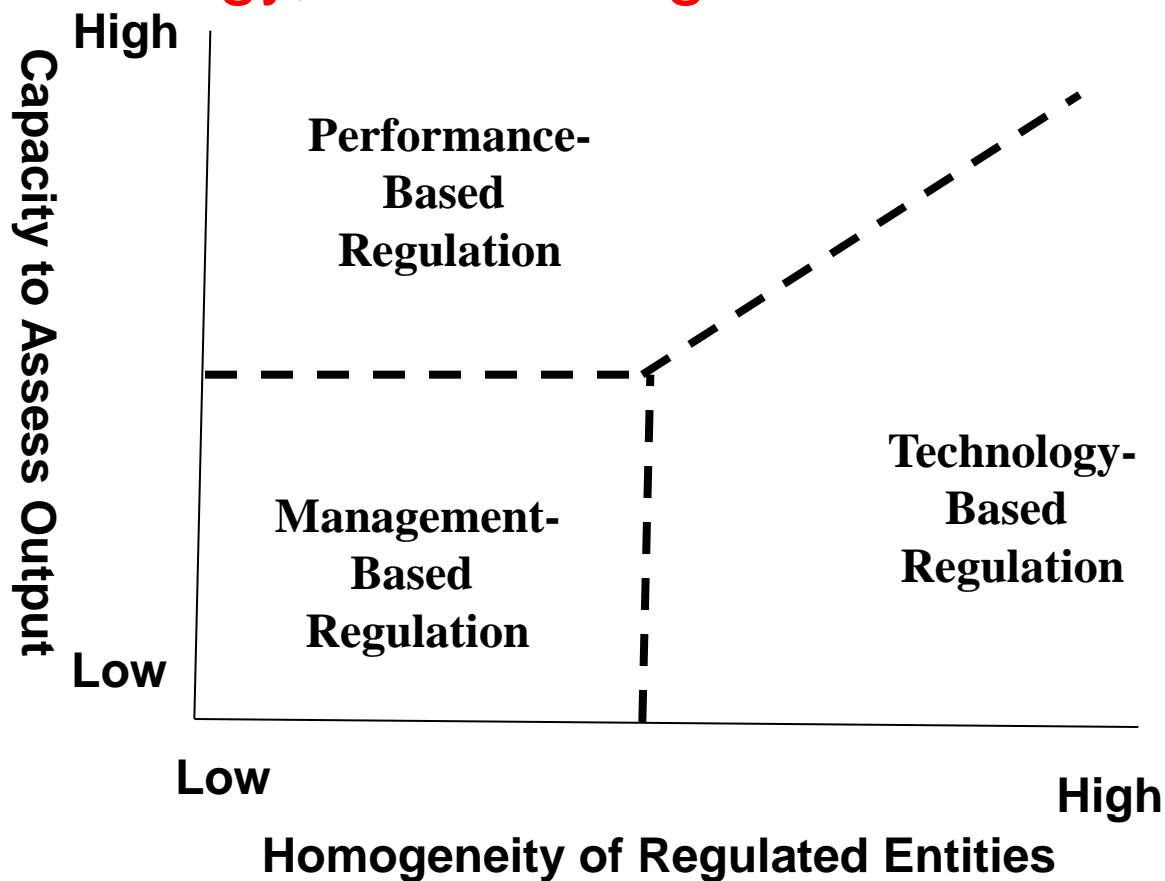 High
Capacity to Assess Output
Performance-
Based
Regulation
Management-
Based
Regulation
Technology-
Based
Regulation
Low
Low
High
Homogeneity of Regulated Entities